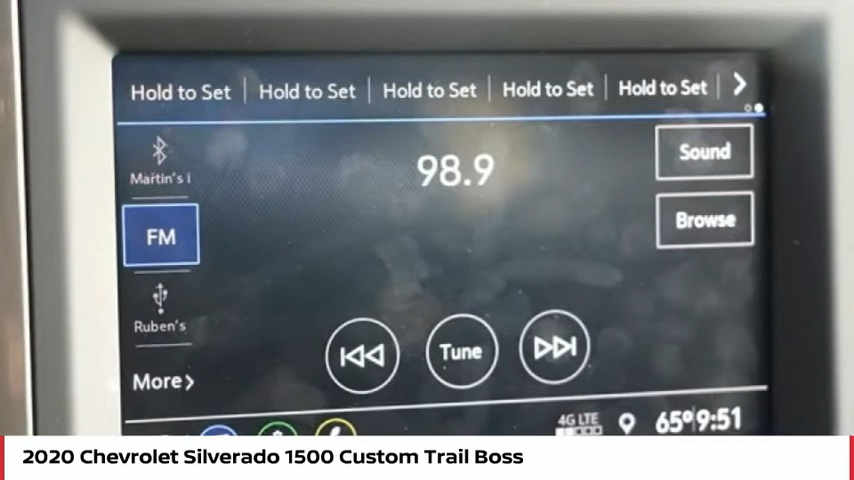 Hold to Set Hold to Set Hold to Set Hold to Set Hold to Set
Martin's i
98.9
Sound
FM
Browse
Ruben's
Tune
More
4G LTE
65° 9:51
2020 Chevrolet Silverado 1500 Custom Trail Boss